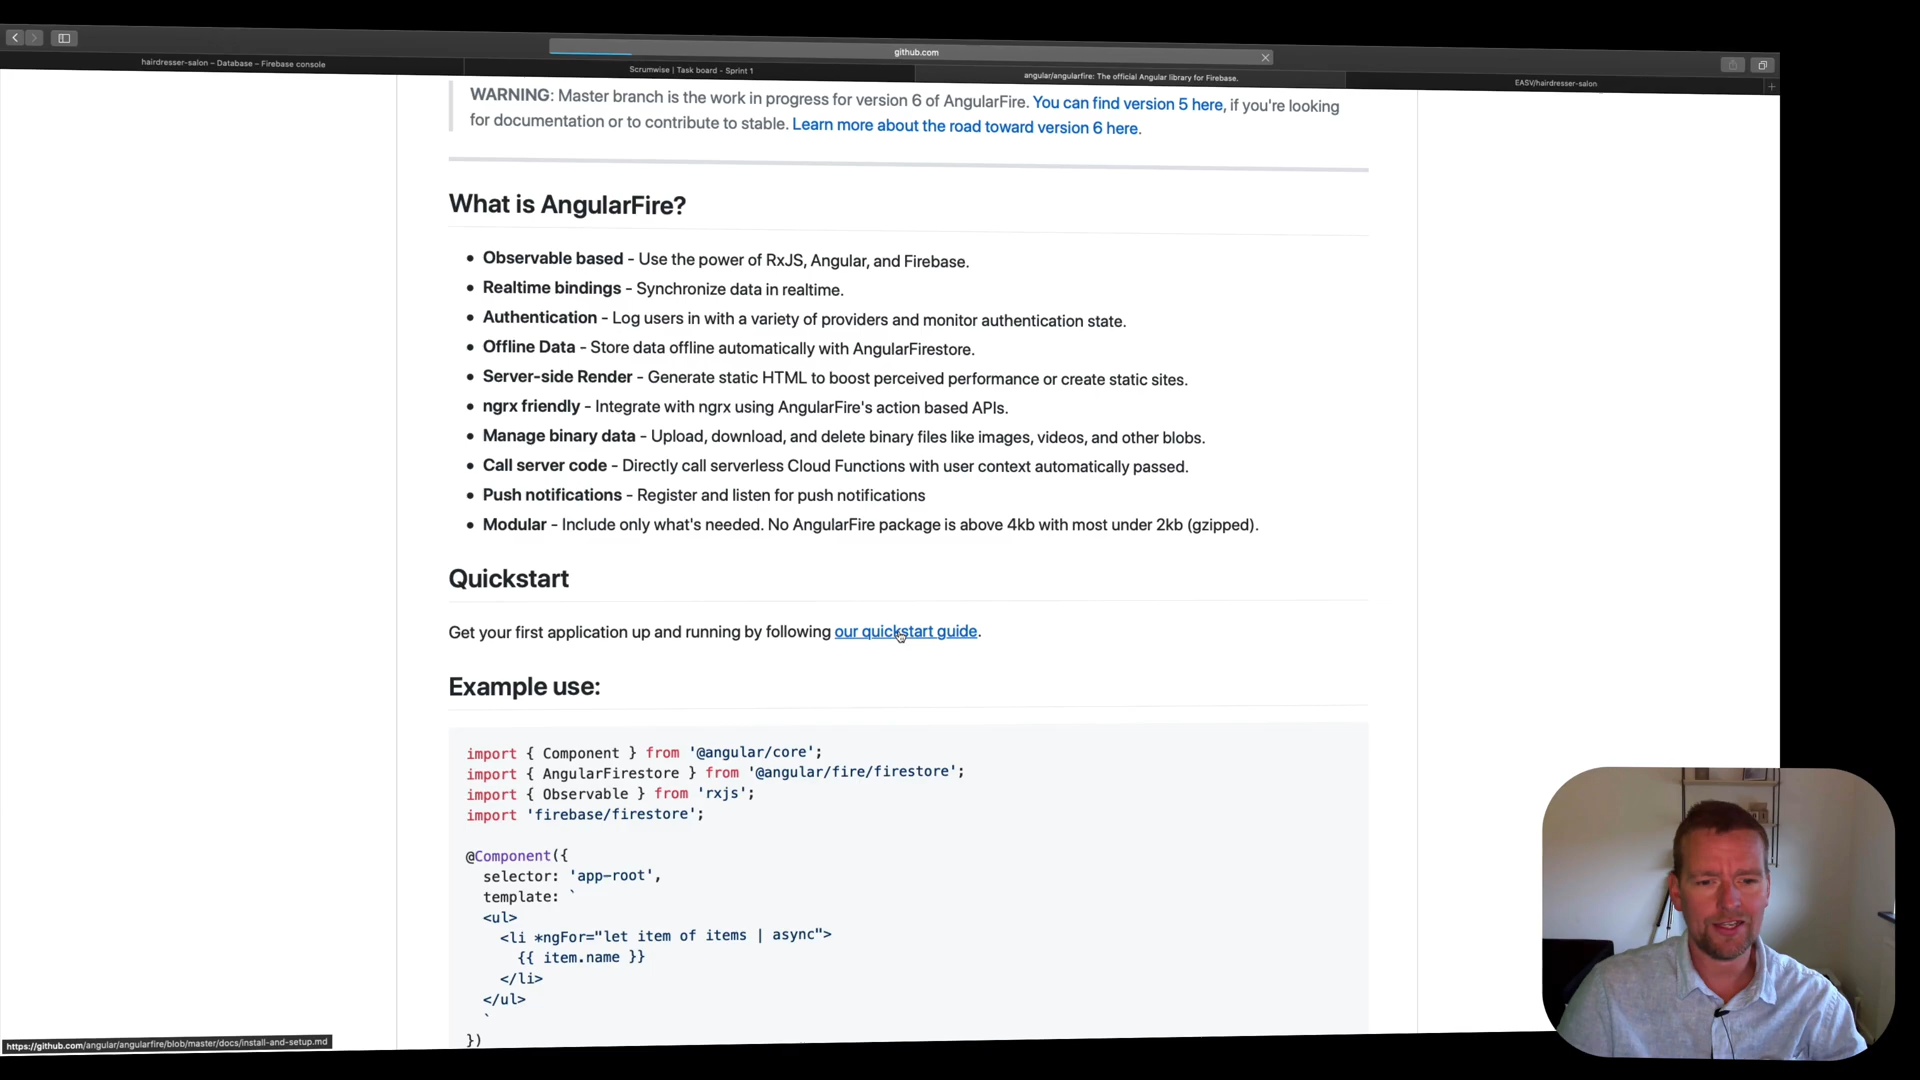 github.com
hairdresser-salon – Database – Firebase console
Scrumwise | Task board - Sprint 1
angular/angularfire: The official Angular library for Firebase.
EASV/hairdresser-salon
WARNING: Master branch is the work in progress for version 6 of AngularFire. You can find version 5 here, if you're looking
for documentation or to contribute to stable. Learn more about the road toward version 6 here.
What is AngularFire?
• Observable based - Use the power of RxJS, Angular, and Firebase.
• Realtime bindings - Synchronize data in realtime.
• Authentication - Log users in with a variety of providers and monitor authentication state.
• Offline Data - Store data offline automatically with AngularFirestore.
• Server-side Render - Generate static HTML to boost perceived performance or create static sites.
• ngrx friendly - Integrate with ngrx using AngularFire's action based APIs.
• Manage binary data - Upload, download, and delete binary files like images, videos, and other blobs.
• Call server code - Directly call serverless Cloud Functions with user context automatically passed.
• Push notifications - Register and listen for push notifications
• Modular - Include only what's needed. No AngularFire package is above 4kb with most under 2kb (gzipped).
Quickstart
Get your first application up and running by following our quickstart guide.
Example use:
import { Component } from '@angular/core';
import { AngularFirestore } from '@angular/fire/firestore';
import { Observable } from 'rxjs';
import 'firebase/firestore';
@Component({
selector: 'app-root',
template: `
<ul>
<li *ngFor="let item of items | async">
{{ item.name }}
</li>
</ul>
`
})
https://github.com/angular/angularfire/blob/master/docs/install-and-setup.md